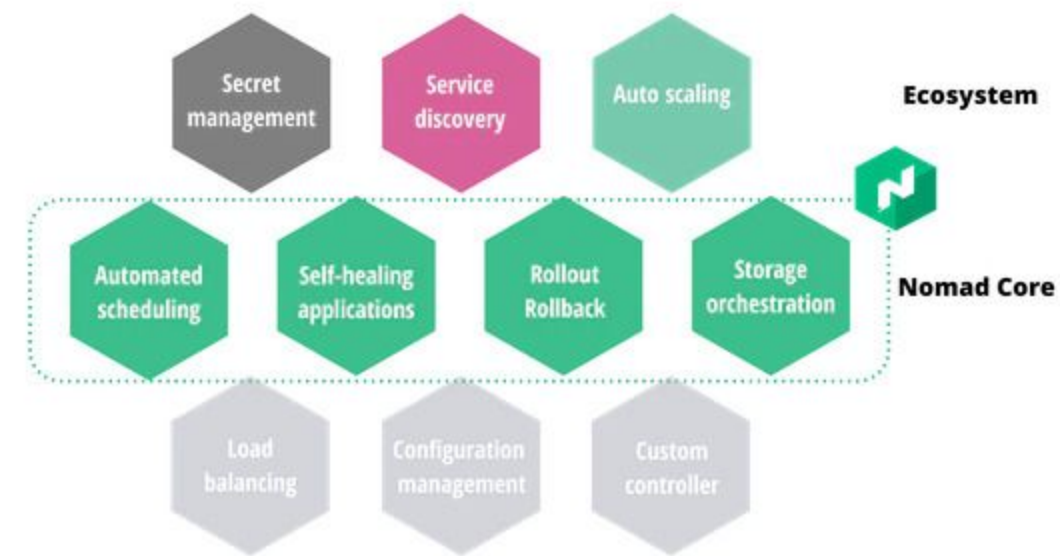 Secret
management
Service
discovery
Auto scaling
Ecosystem
Automated
scheduling
Self-healing
applications
Rollout
Rollback
Storage
orchestration
Nomad Core
Load
balancing
Configuration
management
Custom
controller